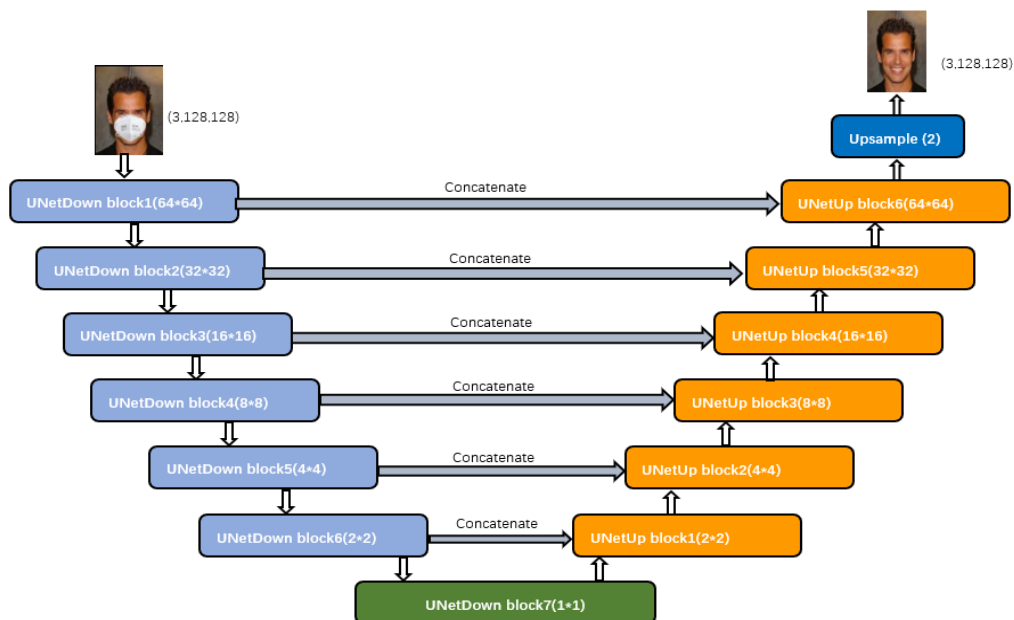 (3,128,128)
(3,128,128)
Upsample (2)
UNetDown block1(64*64)
Concatenate
UNetUp block6(64*64)
UNetDown block2(32*32)
Concatenate
UNetUp block5(32*32)
UNetDown block3(16*16)
Concatenate
UNetUp block4(16*16)
UNetDown block4(8*8)
Concatenate
UNetUp block3(8*8)
UNetDown block5(4*4)
Concatenate
UNetUp block2(4*4)
UNetDown block6(2*2)
Concatenate
UNetUp block1(2*2)
UNetDown block7(1*1)